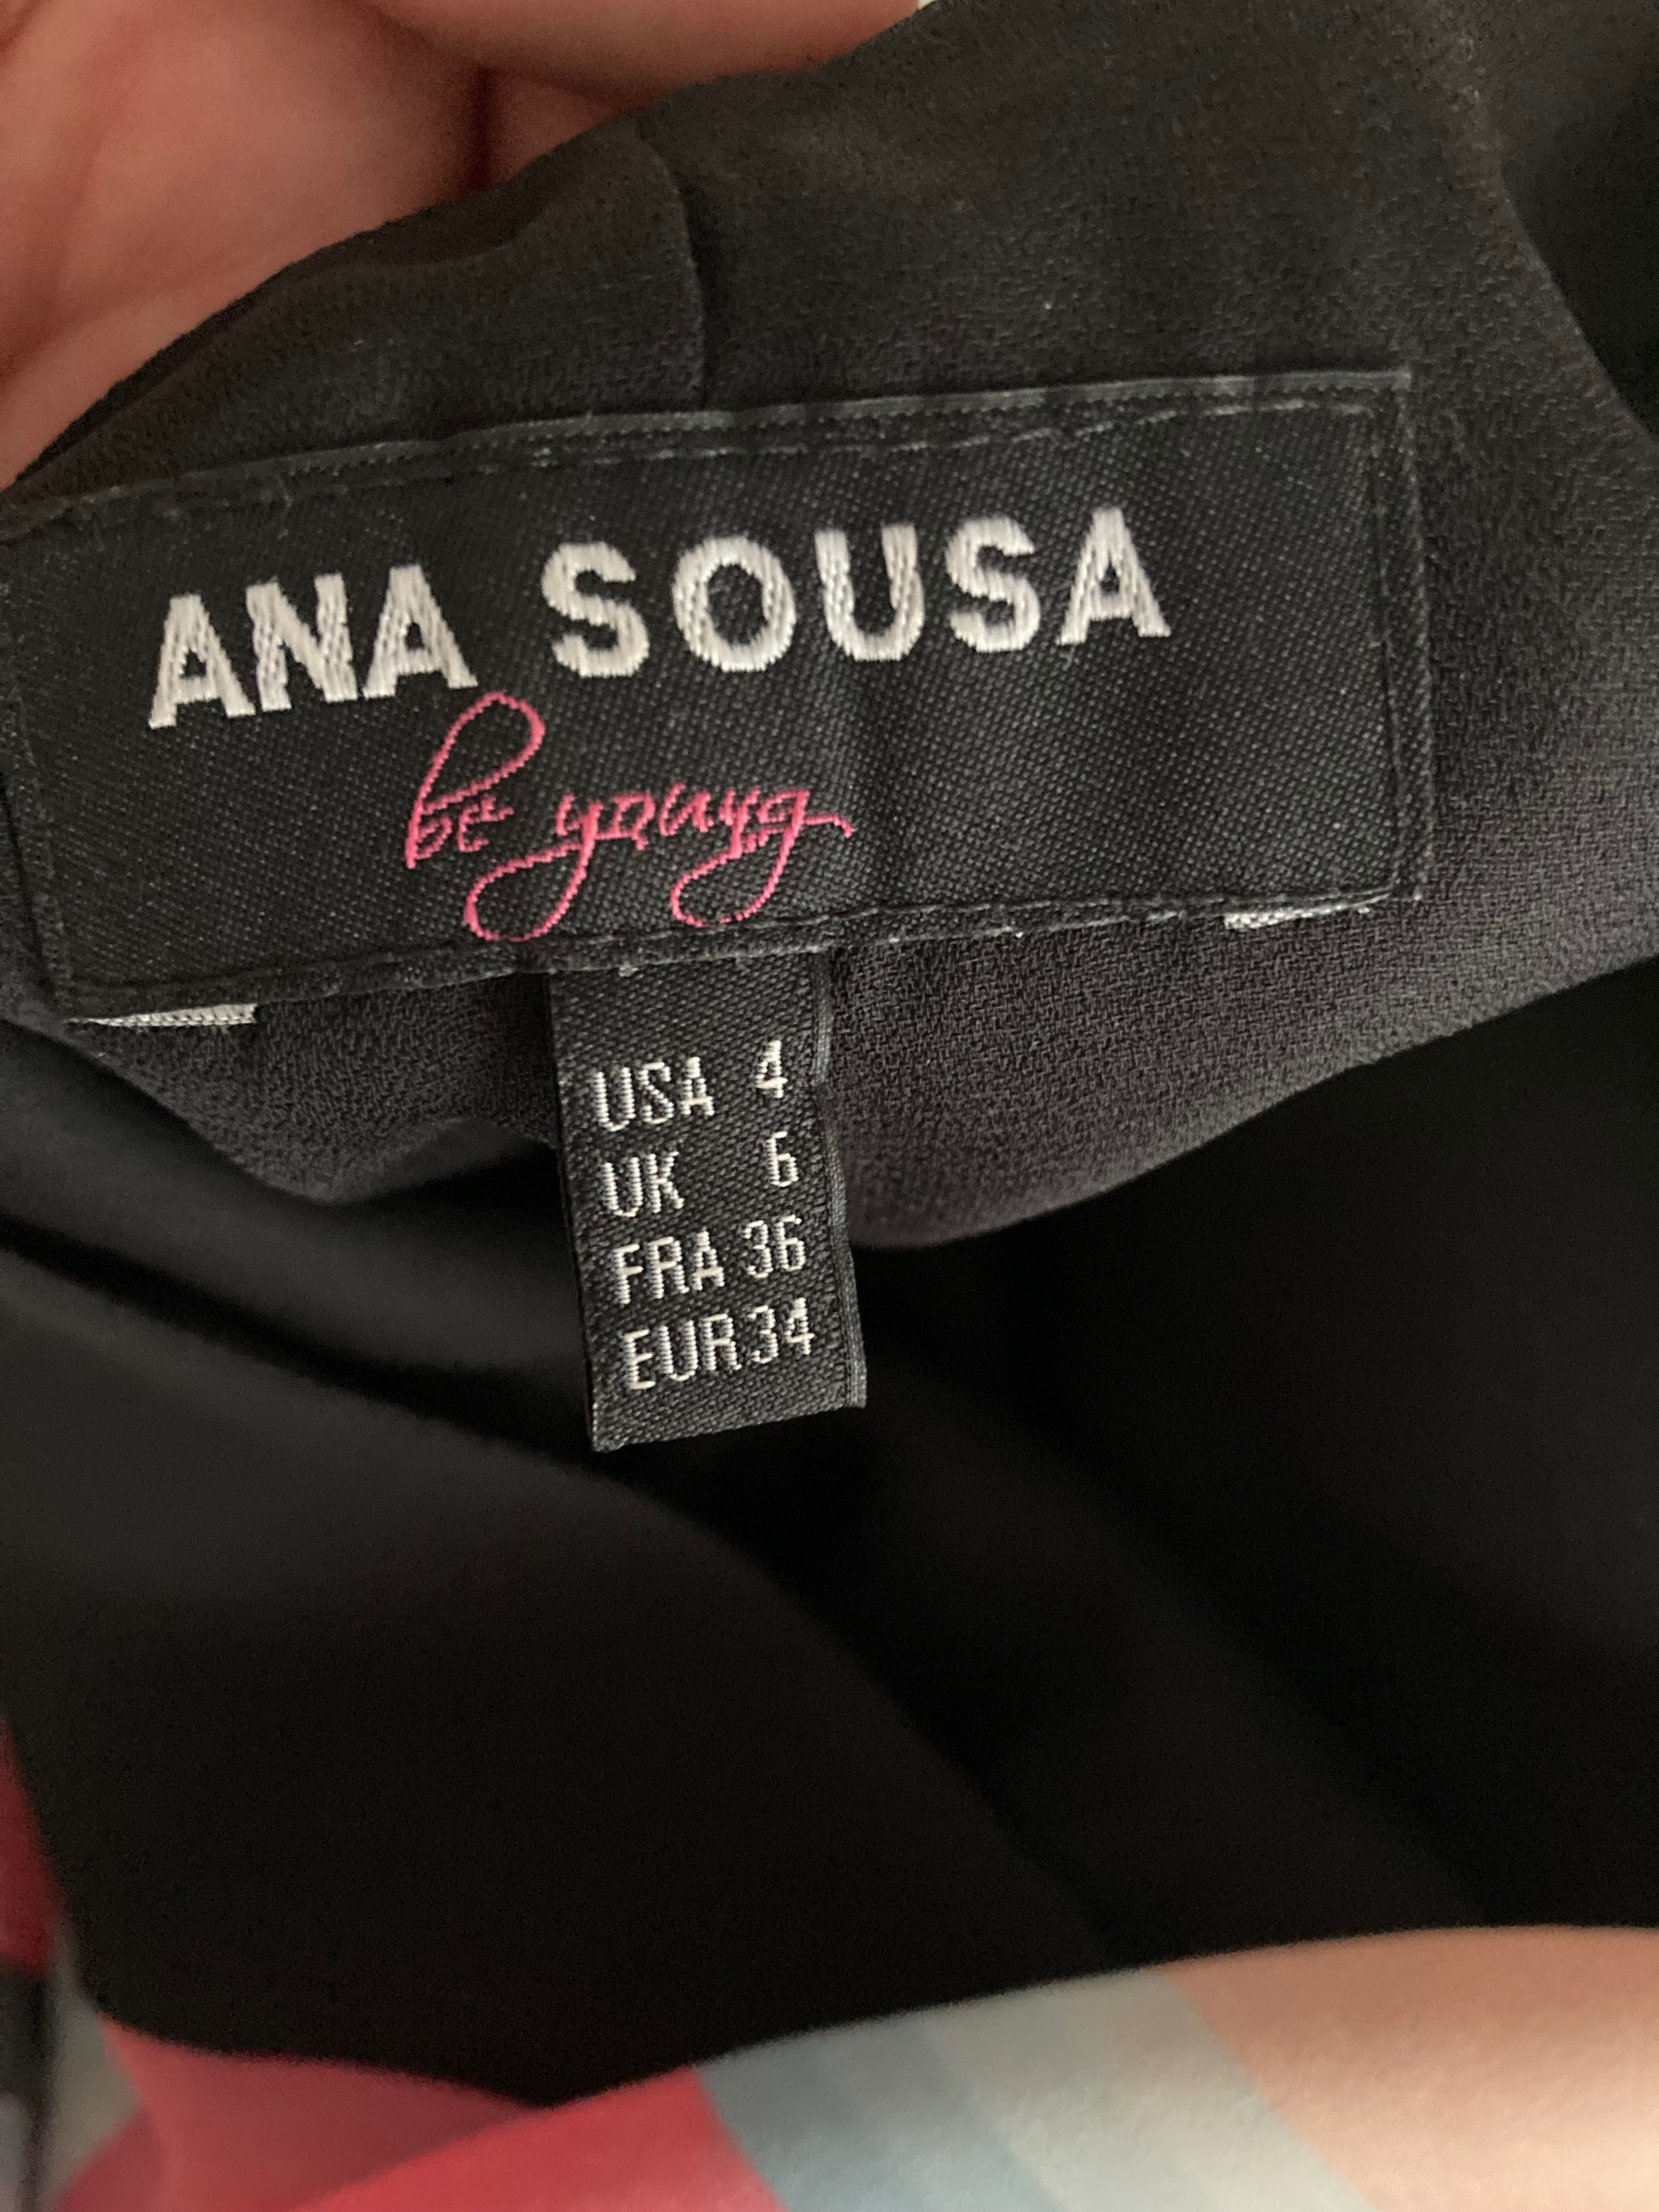 ANA SOUSA
be young
USA 4
UK 6
FRA 36
EUR 34